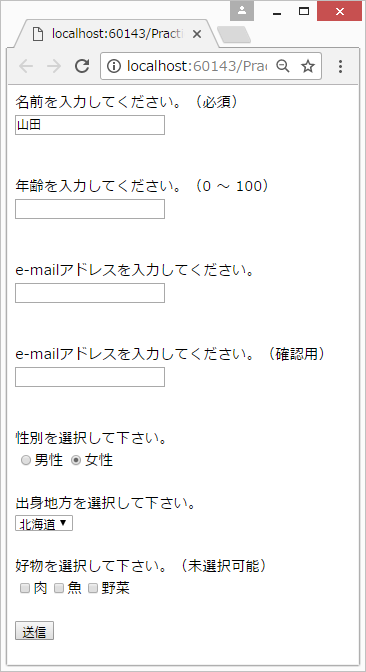 localhost:60143/Practi
localhost:60143/Prac
名前を入力してください。（必須）
山田
年齢を入力してください。（0 ～ 100）
e-mailアドレスを入力してください。
e-mailアドレスを入力してください。（確認用）
性別を選択して下さい。
男性 女性
出身地方を選択して下さい。
北海道
好物を選択して下さい。（未選択可能）
肉 魚 野菜
送信